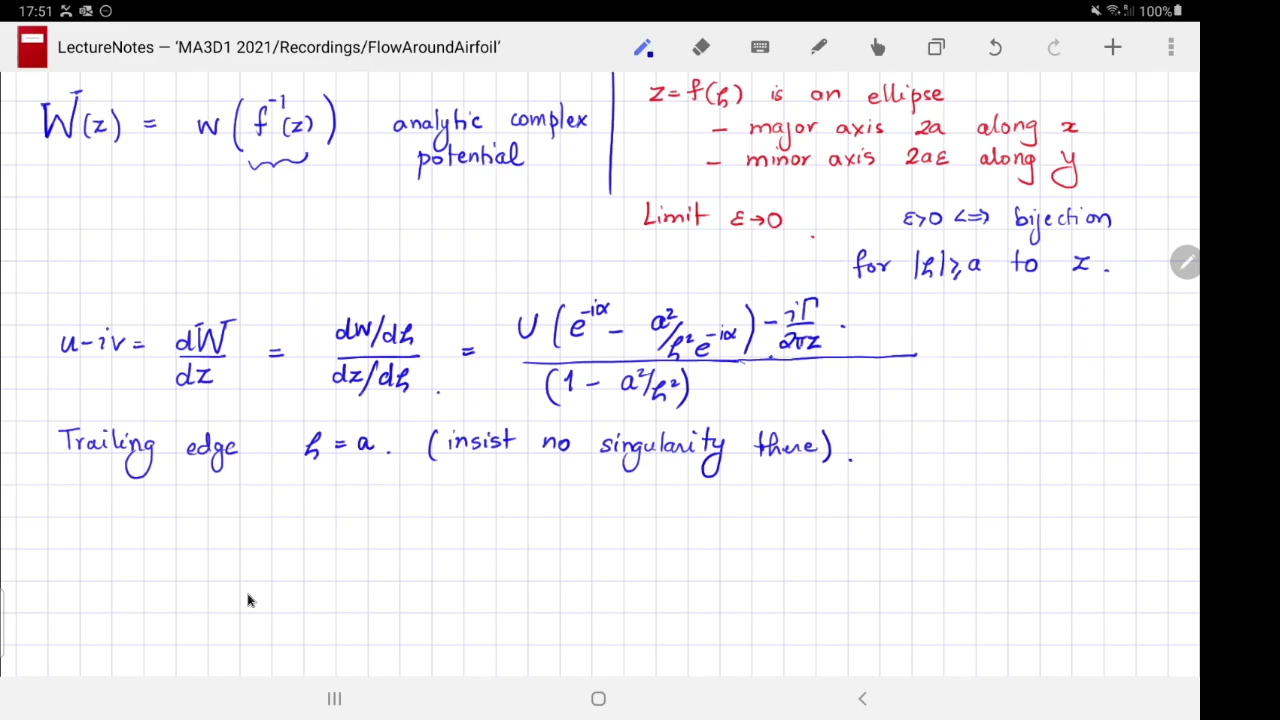 17:51 100%
LectureNotes — ‘MA3D1 2021/Recordings/FlowAroundAirfoil’
W(z) = w(f⁻¹(z)) analytic complex
potential
z = f(ζ) is an ellipse
– major axis 2a along x
– minor axis 2aε along y
Limit ε→0 .
ε>0 <=> bijection
for |ζ|≥a to z .
u-iv = dW/dz = (dw/dζ)/(dz/dζ) . = (U(e^{-iα} - a²/ζ²e^{-iα}) - iΓ/2πz .)/(1 - a²/ζ²)
Trailing edge ζ = a . (insist no singularity there) .